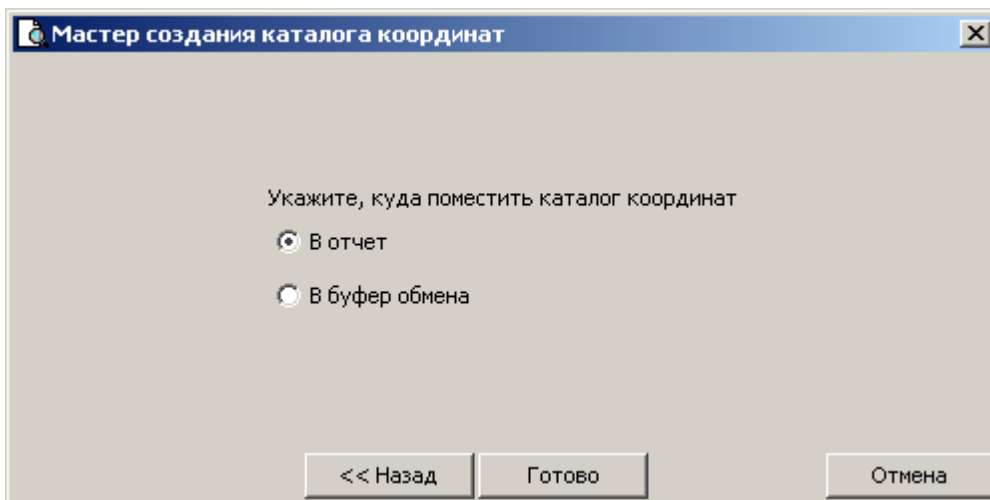 Мастер создания каталога координат
Укажите, куда поместить каталог координат
В отчет
В буфер обмена
<< Назад
Готово
Отмена